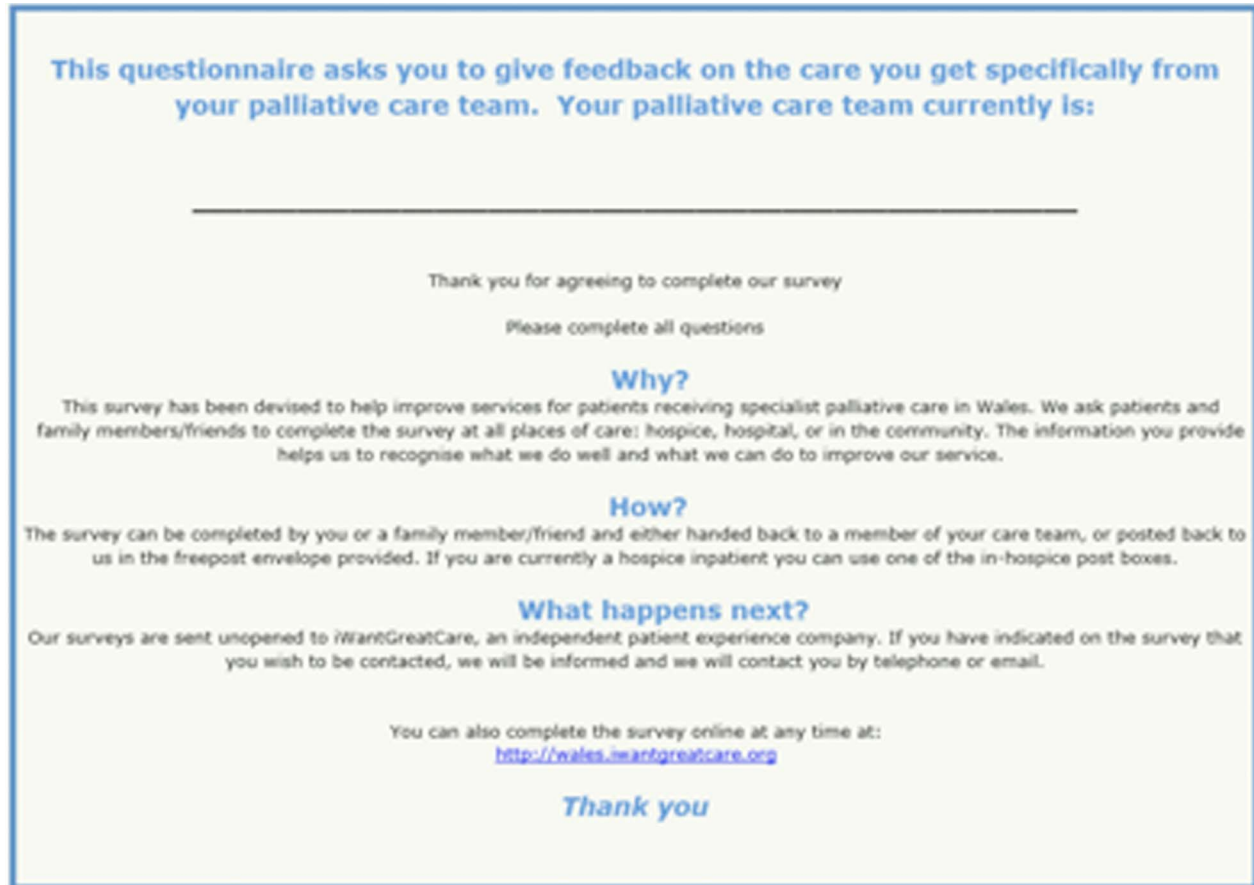 This questionnaire asks you to give feedback on the care you get specifically from
your palliative care team.  Your palliative care team currently is:
Thank you for agreeing to complete our survey
Please complete all questions
Why?
This survey has been devised to help improve services for patients receiving specialist palliative care in Wales. We ask patients and
family members/friends to complete the survey at all places of care: hospice, hospital, or in the community. The information you provide
helps us to recognise what we do well and what we can do to improve our service.
How?
The survey can be completed by you or a family member/friend and either handed back to a member of your care team, or posted back to
us in the freepost envelope provided. If you are currently a hospice inpatient you can use one of the in-hospice post boxes.
What happens next?
Our surveys are sent unopened to iWantGreatCare, an independent patient experience company. If you have indicated on the survey that
you wish to be contacted, we will be informed and we will contact you by telephone or email.
You can also complete the survey online at any time at:
http://wales.iwantgreatcare.org
Thank you